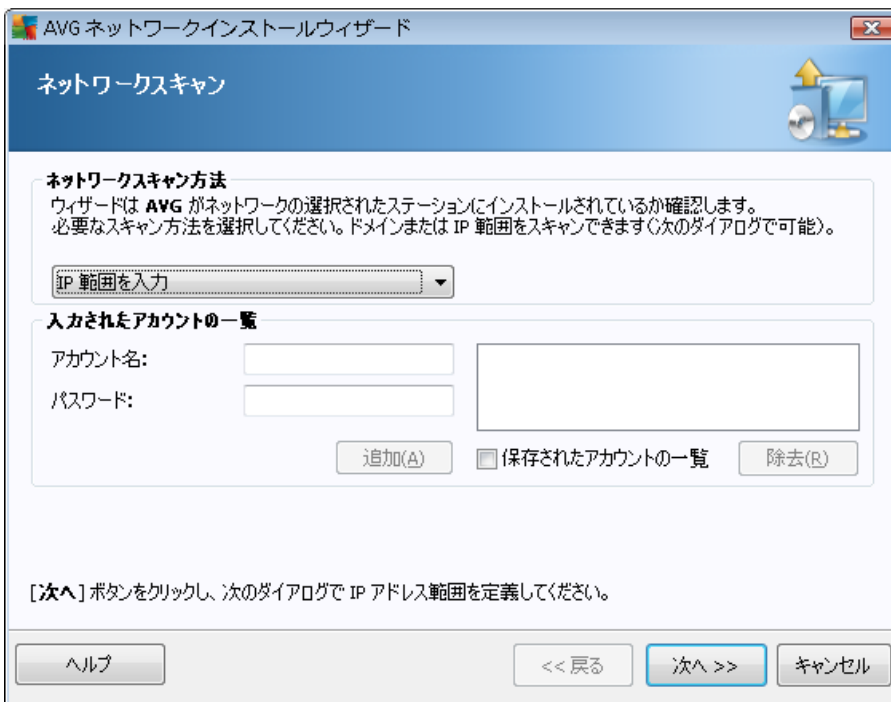 AVG ネットワークインストールウィザード
ネットワークスキャン
ネットワークスキャン方法
ウィザードは AVG がネットワークの選択されたステーションにインストールされているか確認します。
必要なスキャン方法を選択してください。ドメインまたは IP 範囲をスキャンできます(次のダイアログで可能)。
IP 範囲を入力
入力されたアカウントの一覧
アカウント名:
パスワード:
追加(A)
保存されたアカウントの一覧
除去(R)
[次へ] ボタンをクリックし、次のダイアログで IP アドレス範囲を定義してください。
ヘルプ
<< 戻る
次へ >>
キャンセル